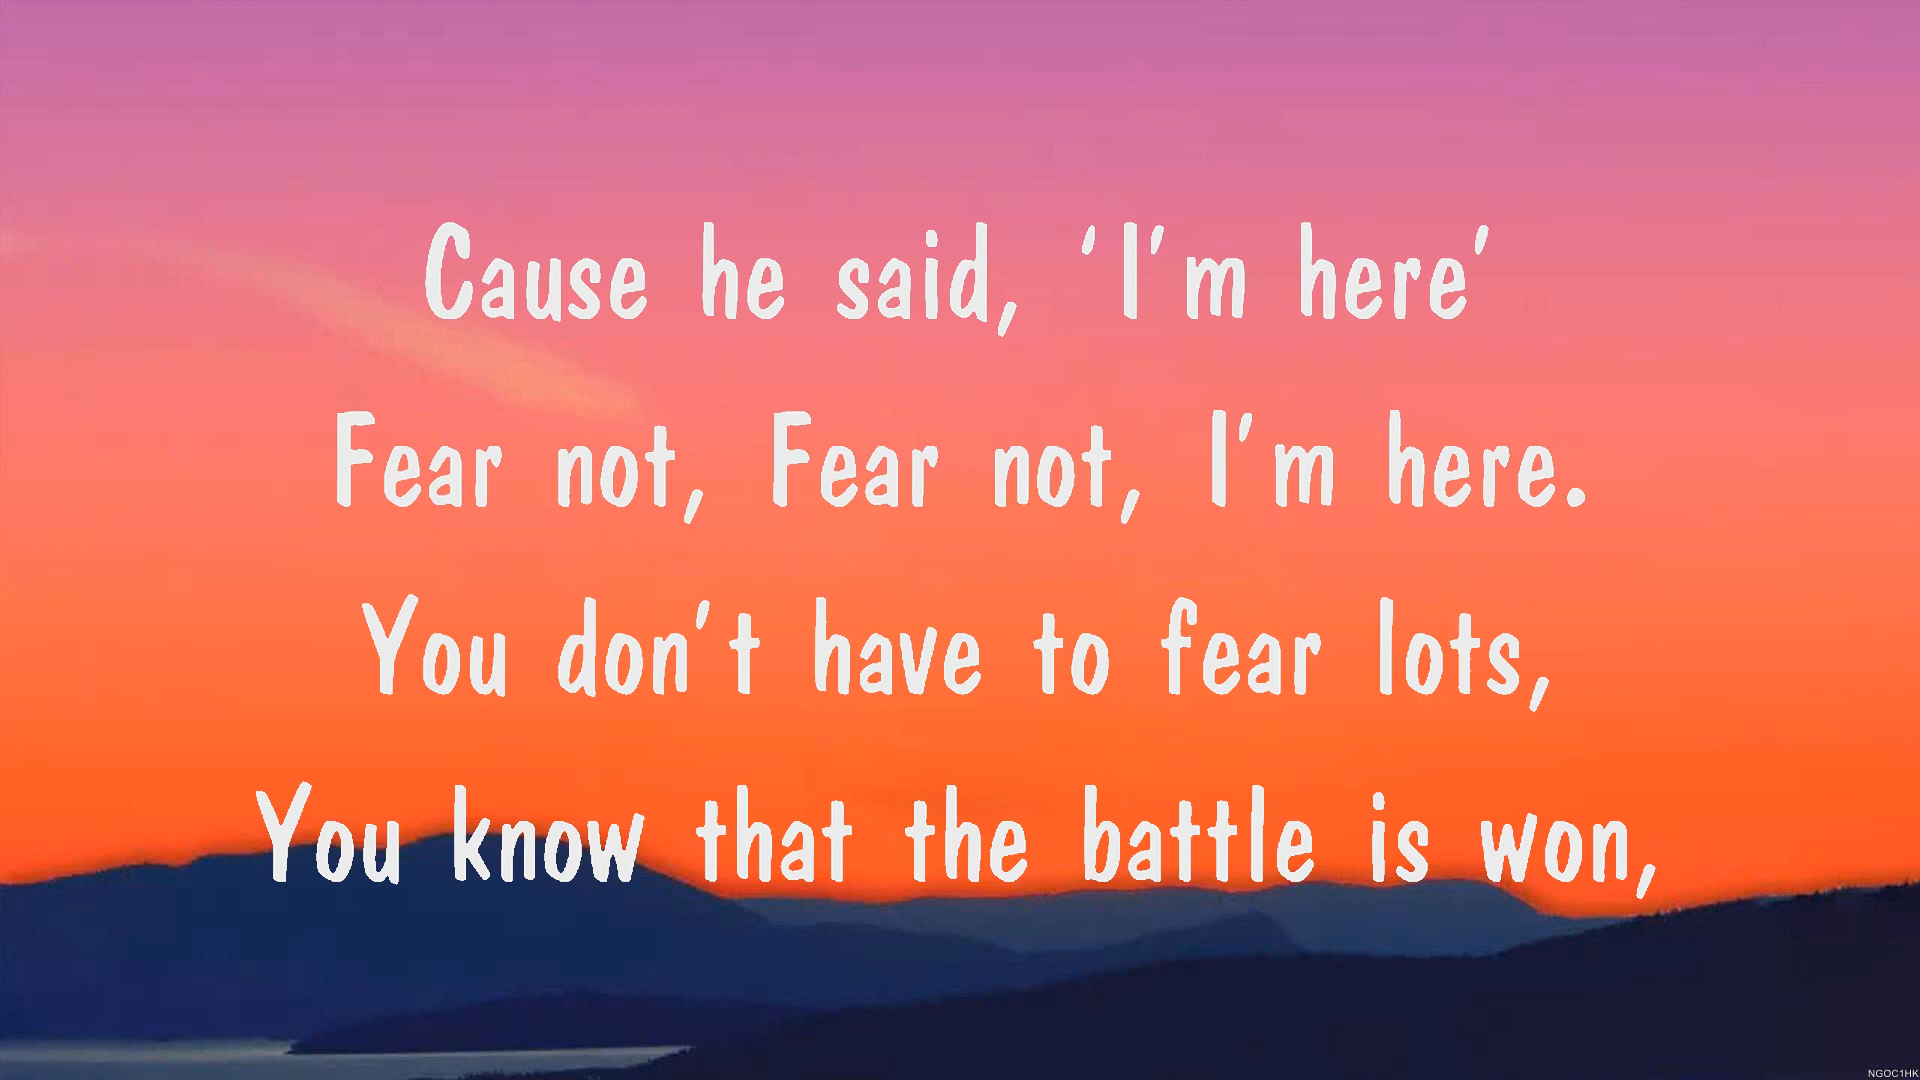 Cause he said, ‘I’m here’
Fear not, Fear not, I’m here.
You don’t have to fear lots,
You know that the battle is won,
NGOC1HK